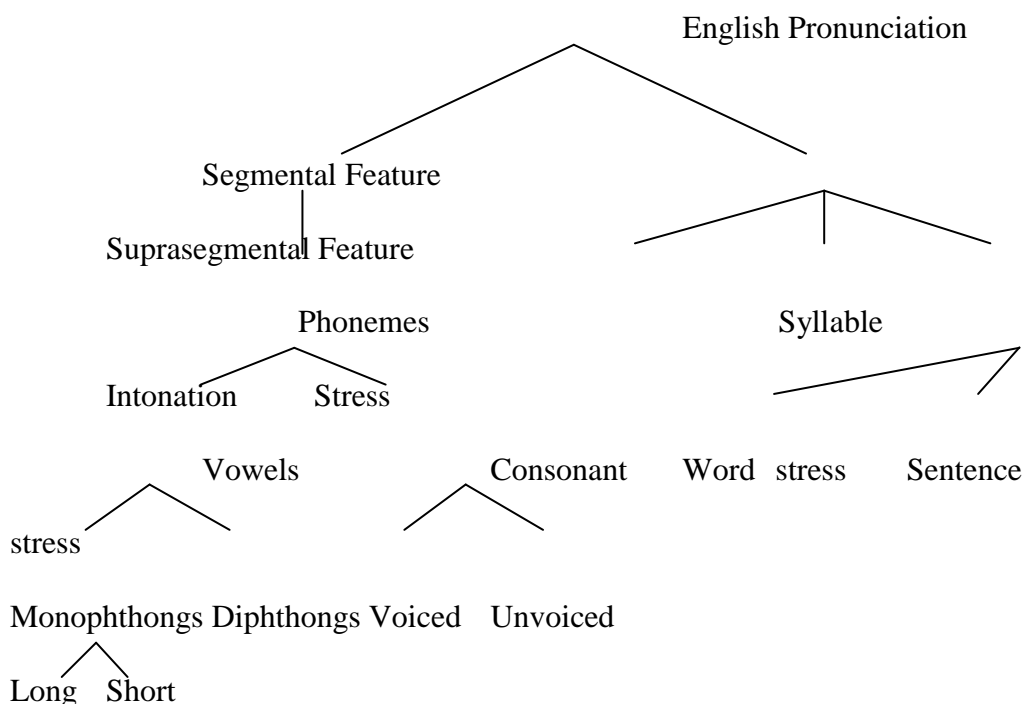 English Pronunciation
Segmental Feature
Suprasegmental Feature
Phonemes Syllable
Intonation Stress
Vowels Consonant Word stress Sentence
stress
Monophthongs Diphthongs Voiced Unvoiced
Long Short